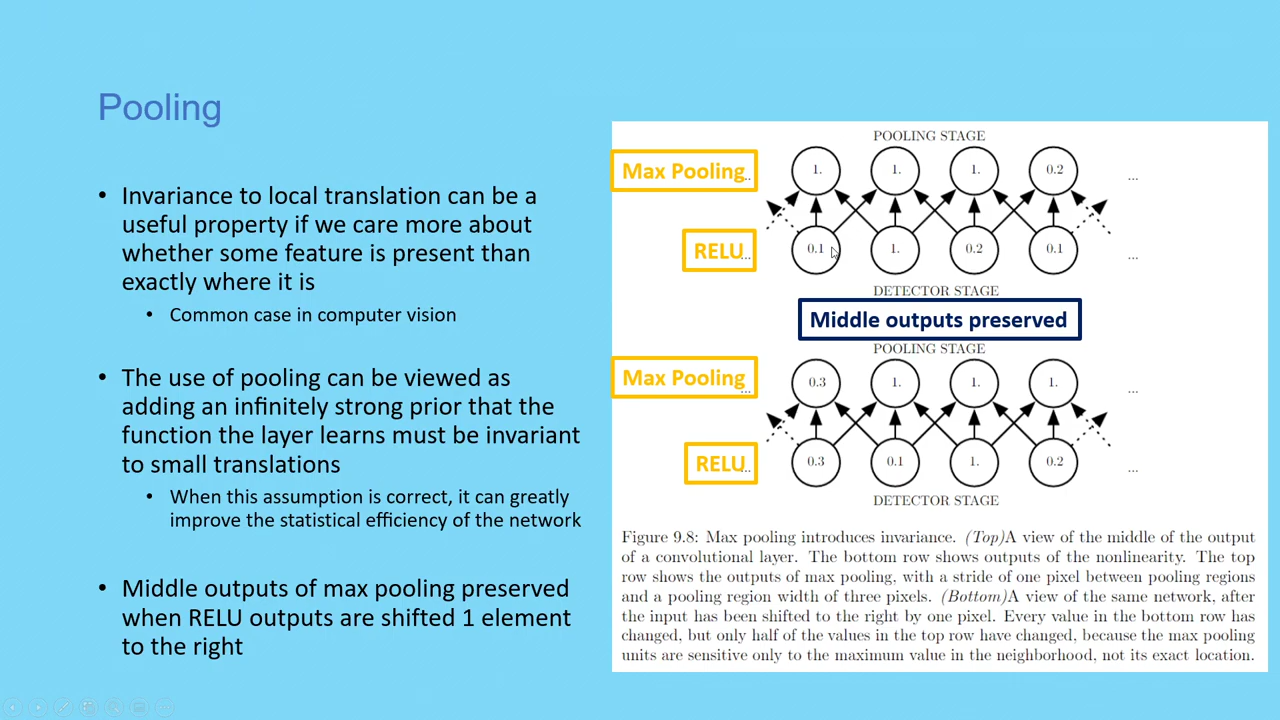 Pooling
• Invariance to local translation can be a
useful property if we care more about
whether some feature is present than
exactly where it is
• Common case in computer vision
• The use of pooling can be viewed as
adding an infinitely strong prior that the
function the layer learns must be invariant
to small translations
• When this assumption is correct, it can greatly
improve the statistical efficiency of the network
• Middle outputs of max pooling preserved
when RELU outputs are shifted 1 element
to the right
POOLING STAGE
Max Pooling ... 1. 1. 1. 0.2 ...
RELU ... 0.1 1. 0.2 0.1 ...
DETECTOR STAGE
Middle outputs preserved
POOLING STAGE
Max Pooling ... 0.3 1. 1. 1. ...
RELU ... 0.3 0.1 1. 0.2 ...
DETECTOR STAGE
Figure 9.8: Max pooling introduces invariance. (Top)A view of the middle of the output
of a convolutional layer. The bottom row shows outputs of the nonlinearity. The top
row shows the outputs of max pooling, with a stride of one pixel between pooling regions
and a pooling region width of three pixels. (Bottom)A view of the same network, after
the input has been shifted to the right by one pixel. Every value in the bottom row has
changed, but only half of the values in the top row have changed, because the max pooling
units are sensitive only to the maximum value in the neighborhood, not its exact location.